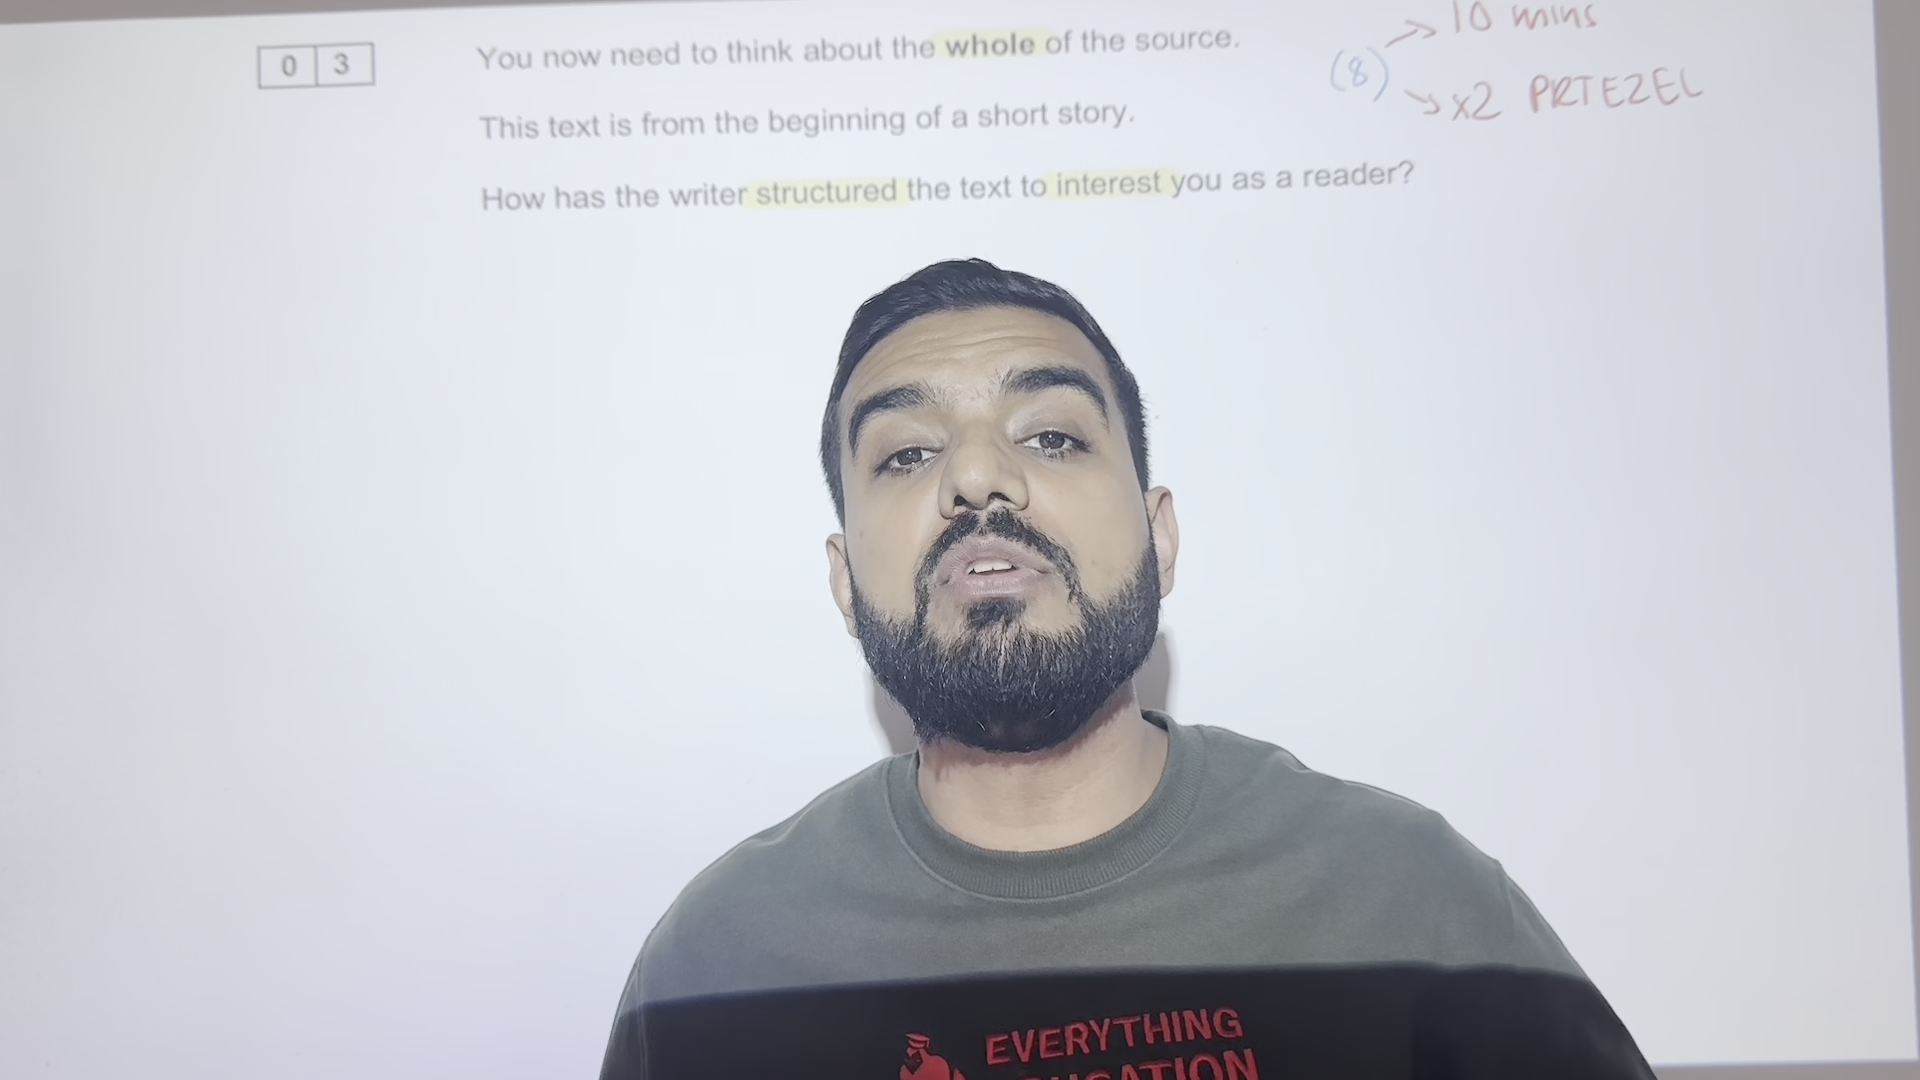 0 3
You now need to think about the whole of the source.
This text is from the beginning of a short story.
How has the writer structured the text to interest you as a reader?
(8)
→ 10 mins
→ x2 PRTEZEL
EVERYTHING